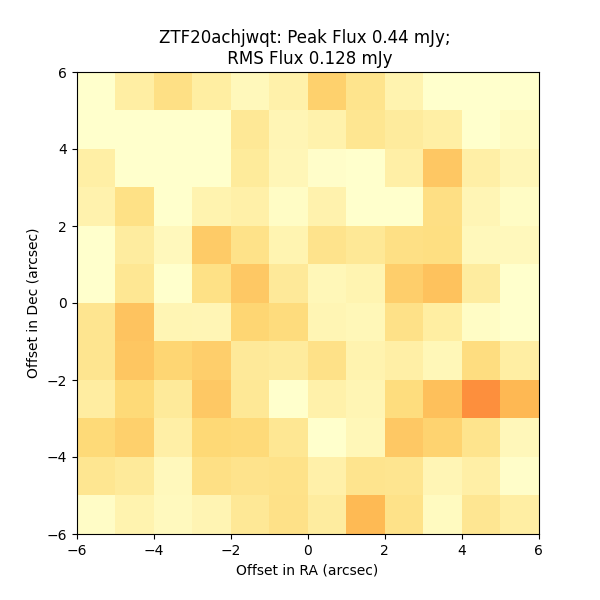 ZTF20achjwqt: Peak Flux 0.44 mJy;
RMS Flux 0.128 mJy
6
4
2
0
−2
−4
−6
Offset in Dec (arcsec)
−6 −4 −2 0 2 4 6
Offset in RA (arcsec)